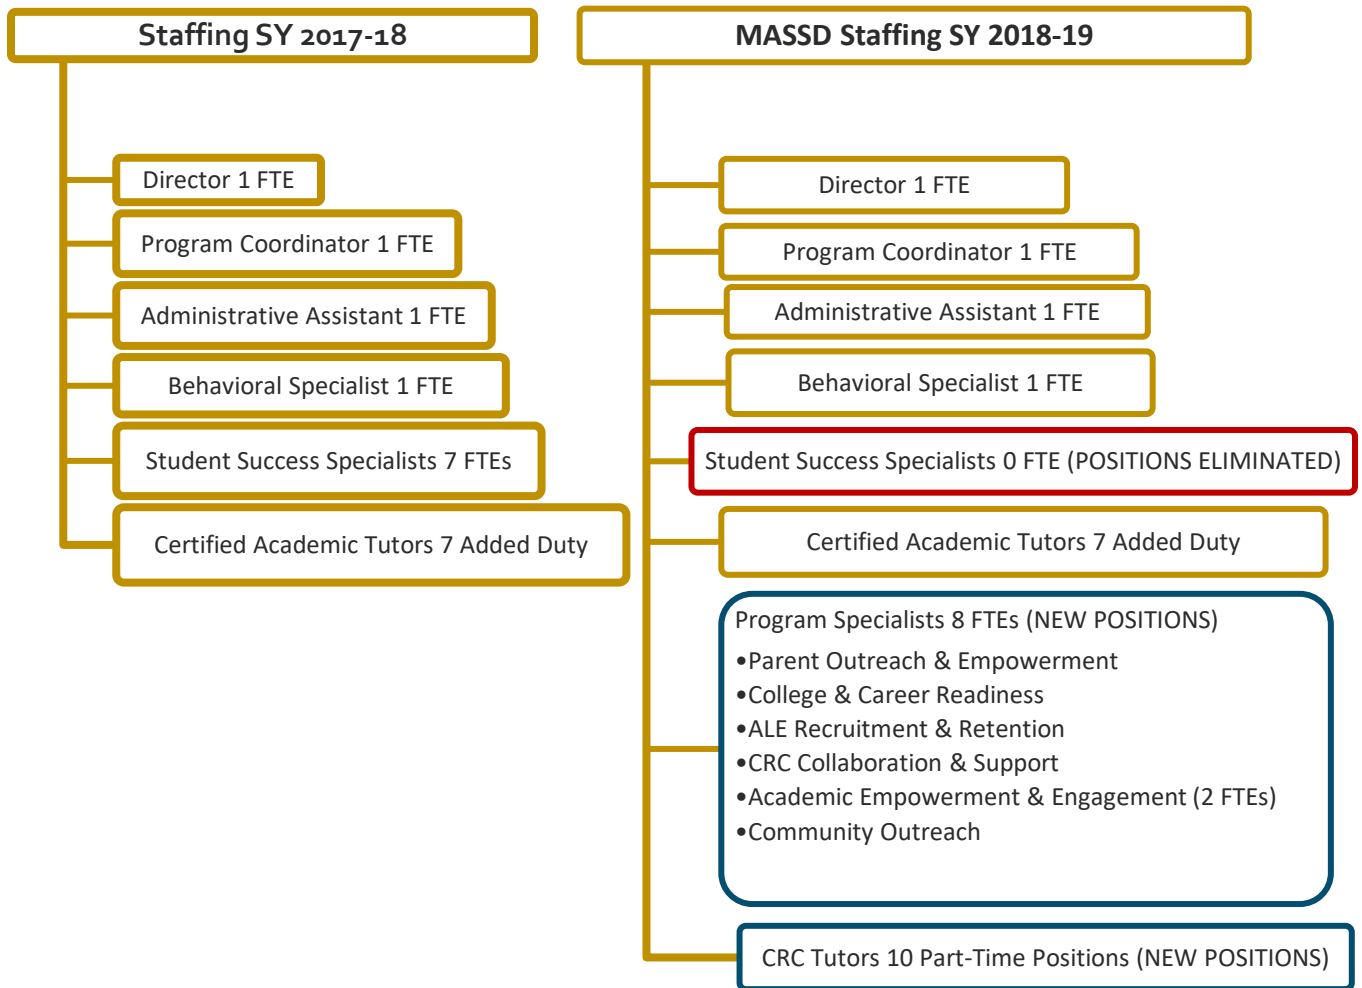 Staffing SY 2017-18
Director 1 FTE
Program Coordinator 1 FTE
Administrative Assistant 1 FTE
Behavioral Specialist 1 FTE
Student Success Specialists 7 FTEs
Certified Academic Tutors 7 Added Duty
MASSD Staffing SY 2018-19
Director 1 FTE
Program Coordinator 1 FTE
Administrative Assistant 1 FTE
Behavioral Specialist 1 FTE
Student Success Specialists 0 FTE (POSITIONS ELIMINATED)
Certified Academic Tutors 7 Added Duty
Program Specialists 8 FTEs (NEW POSITIONS)
•Parent Outreach & Empowerment
•College & Career Readiness
•ALE Recruitment & Retention
•CRC Collaboration & Support
•Academic Empowerment & Engagement (2 FTEs)
•Community Outreach
CRC Tutors 10 Part-Time Positions (NEW POSITIONS)